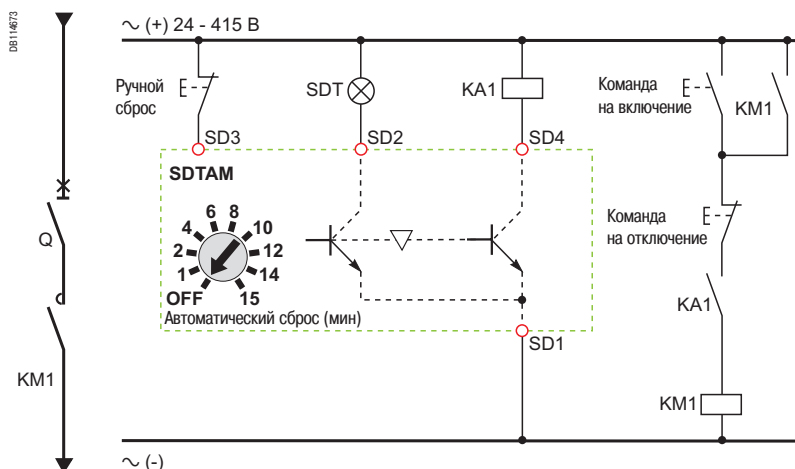 DB114673
~ (+) 24 - 415 В
Ручной
сброс
SDT
KA1
Команда
на включение
KM1
SD3
SD2
SD4
SDTAM
Q
6
8
4
10
2
12
1
14
OFF
15
Автоматический сброс (мин)
Команда
на отключение
KA1
SD1
KM1
KM1
~ (-)